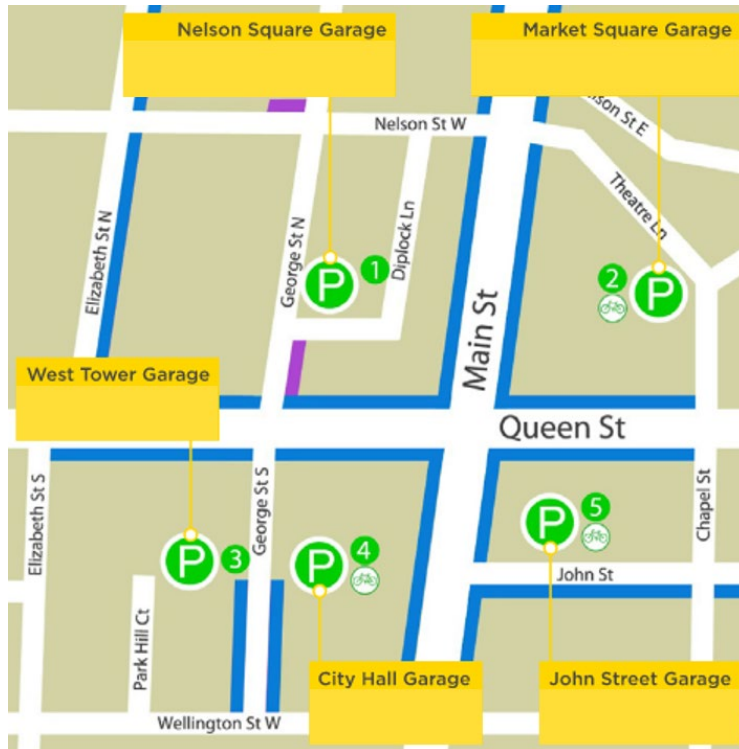 Nelson Square Garage
Market Square Garage
Nelson St W
Theatre Ln
Elizabeth St N
George St N
Diplock Ln
P 1
2 P
Main St
West Tower Garage
Queen St
Elizabeth St S
George St S
Chapel St
P 3
P 4
P 5
John St
Park Hill Ct
City Hall Garage
John Street Garage
Wellington St W